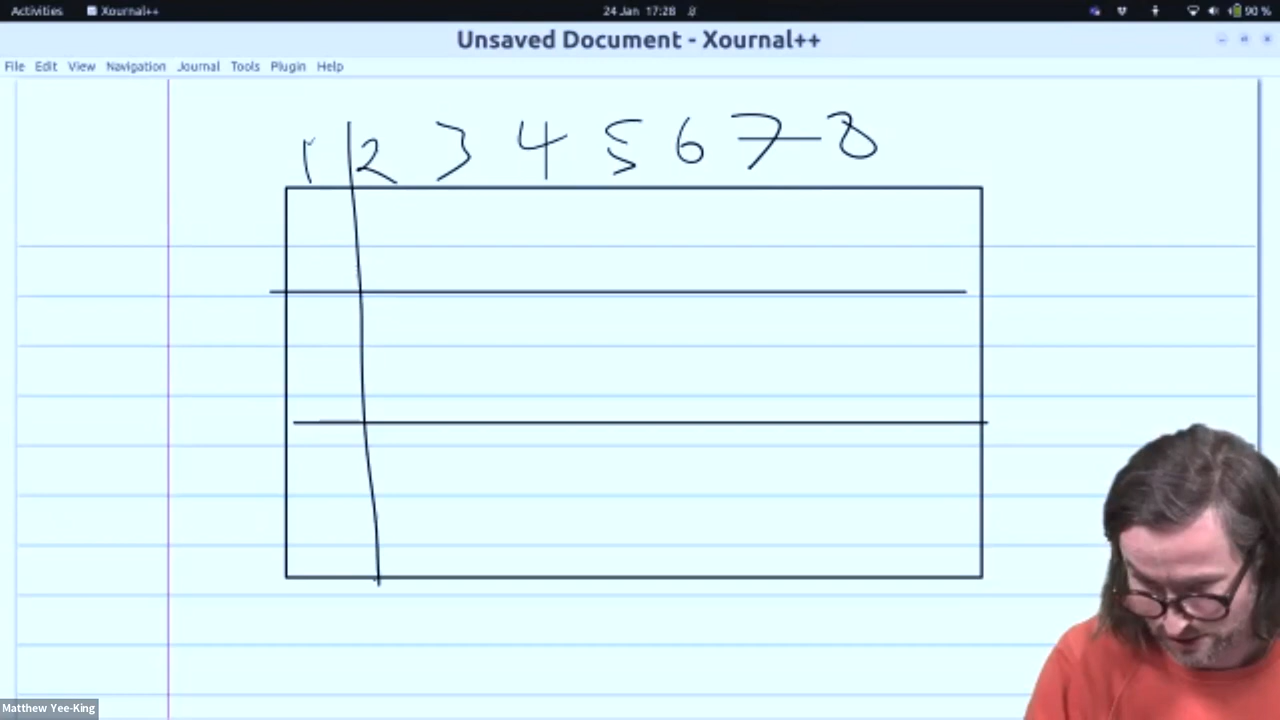 Activities Xournal++ 24 Jan 17:28 90 %
Unsaved Document - Xournal++
File Edit View Navigation Journal Tools Plugin Help
1 2 3 4 5 6 7 8
Matthew Yee-King